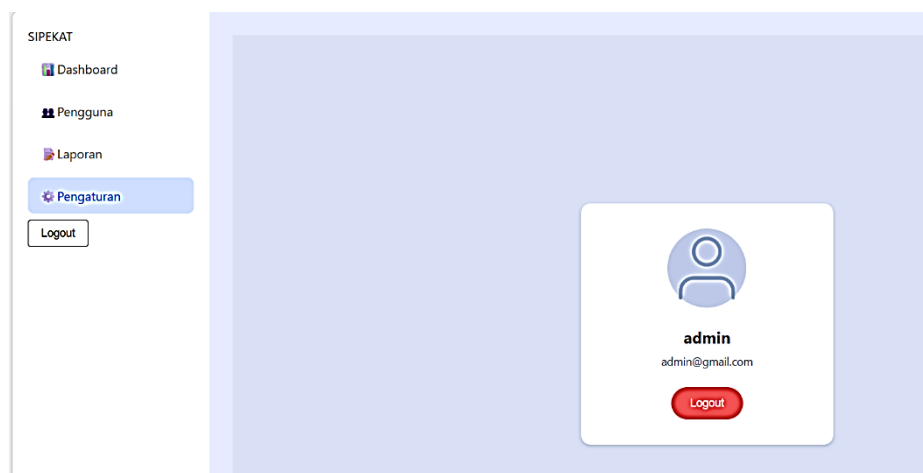 SIPEKAT
Dashboard
Pengguna
Laporan
Pengaturan
Logout
admin
admin@gmail.com
Logout